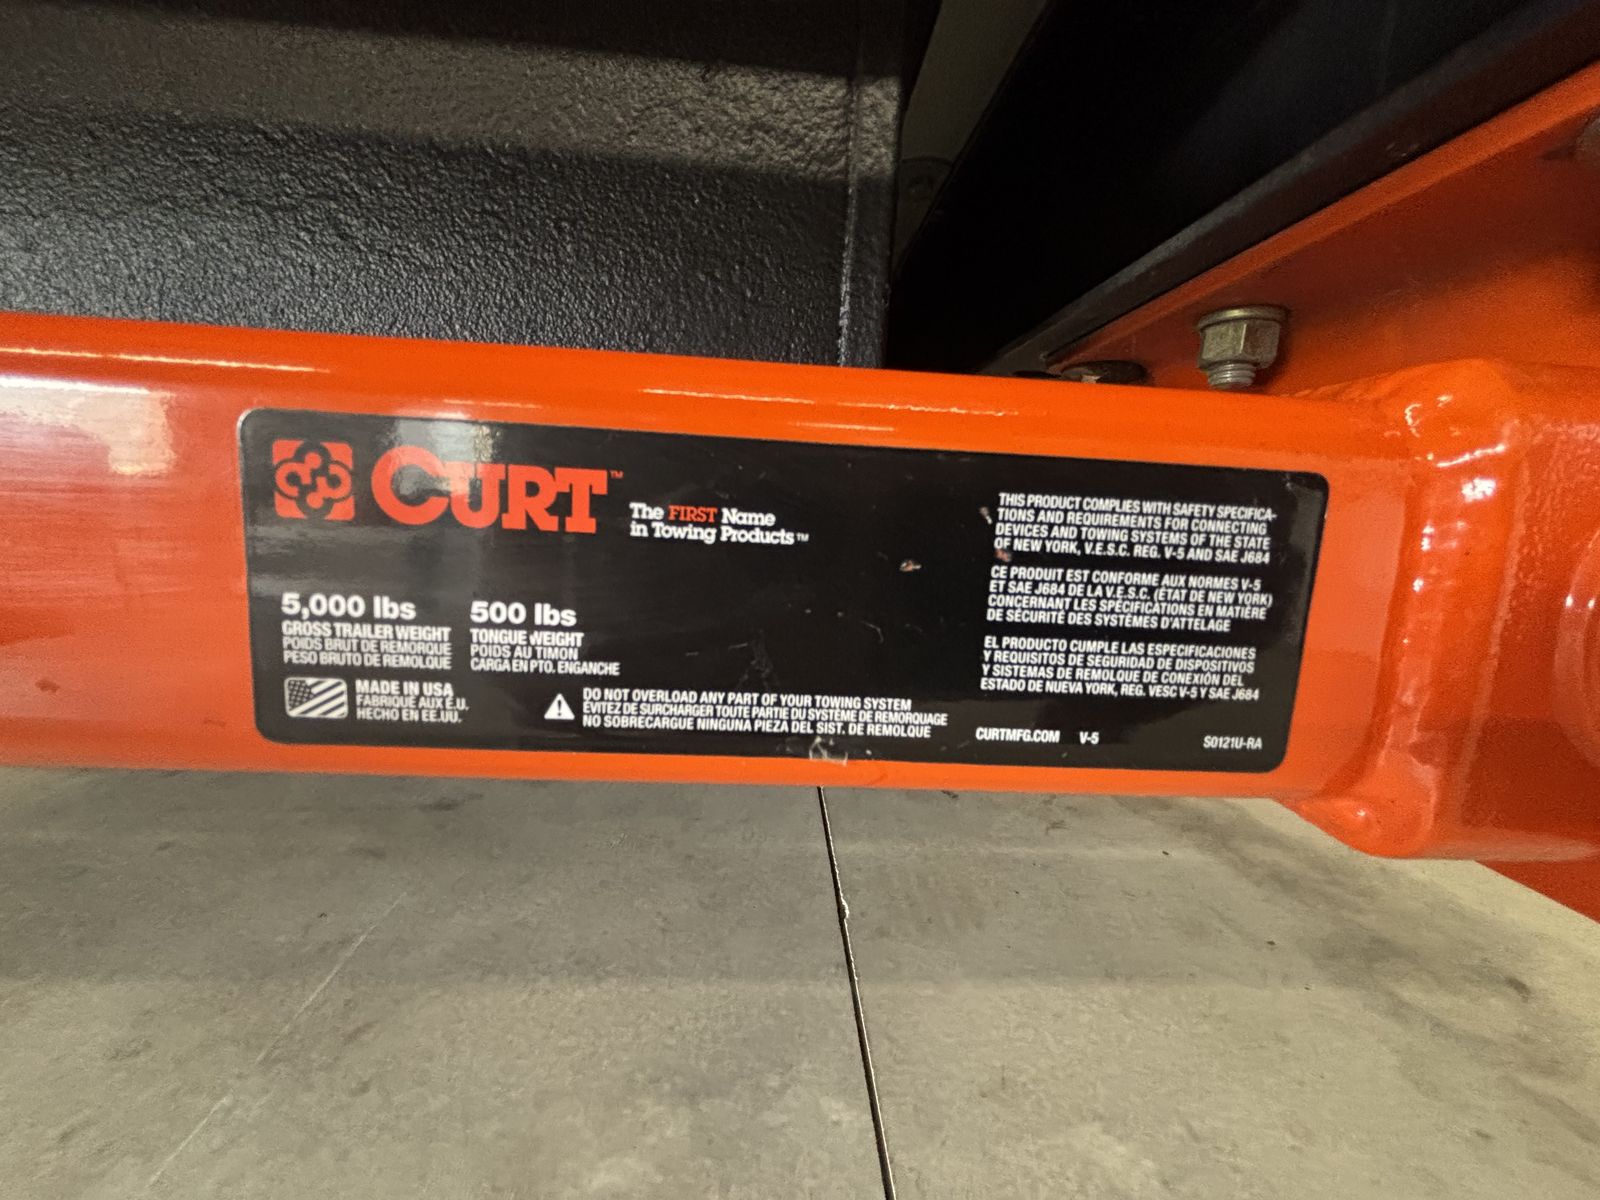 CURT™
The FIRST Name
in Towing Products™
5,000 lbs
GROSS TRAILER WEIGHT
POIDS BRUT DE REMORQUE
PESO BRUTO DE REMOLQUE
500 lbs
TONGUE WEIGHT
POIDS AU TIMON
CARGA EN PTO. ENGANCHE
MADE IN USA
FABRIQUÉ AUX É.U.
HECHO EN EE.UU.
DO NOT OVERLOAD ANY PART OF YOUR TOWING SYSTEM
ÉVITEZ DE SURCHARGER TOUTE PARTIE DU SYSTÈME DE REMORQUAGE
NO SOBRECARGUE NINGUNA PIEZA DEL SIST. DE REMOLQUE
THIS PRODUCT COMPLIES WITH SAFETY SPECIFICA-
TIONS AND REQUIREMENTS FOR CONNECTING
DEVICES AND TOWING SYSTEMS OF THE STATE
OF NEW YORK, V.E.S.C. REG. V-5 AND SAE J684
CE PRODUIT EST CONFORME AUX NORMES V-5
ET SAE J684 DE LA V.E.S.C. (ÉTAT DE NEW YORK)
CONCERNANT LES SPÉCIFICATIONS EN MATIÈRE
DE SÉCURITÉ DES SYSTÈMES D'ATTELAGE
EL PRODUCTO CUMPLE LAS ESPECIFICACIONES
Y REQUISITOS DE SEGURIDAD DE DISPOSITIVOS
Y SISTEMAS DE REMOLQUE DE CONEXIÓN DEL
ESTADO DE NUEVA YORK, REG. VESC V-5 Y SAE J684
CURTMFG.COM V-5
S0121U-RA